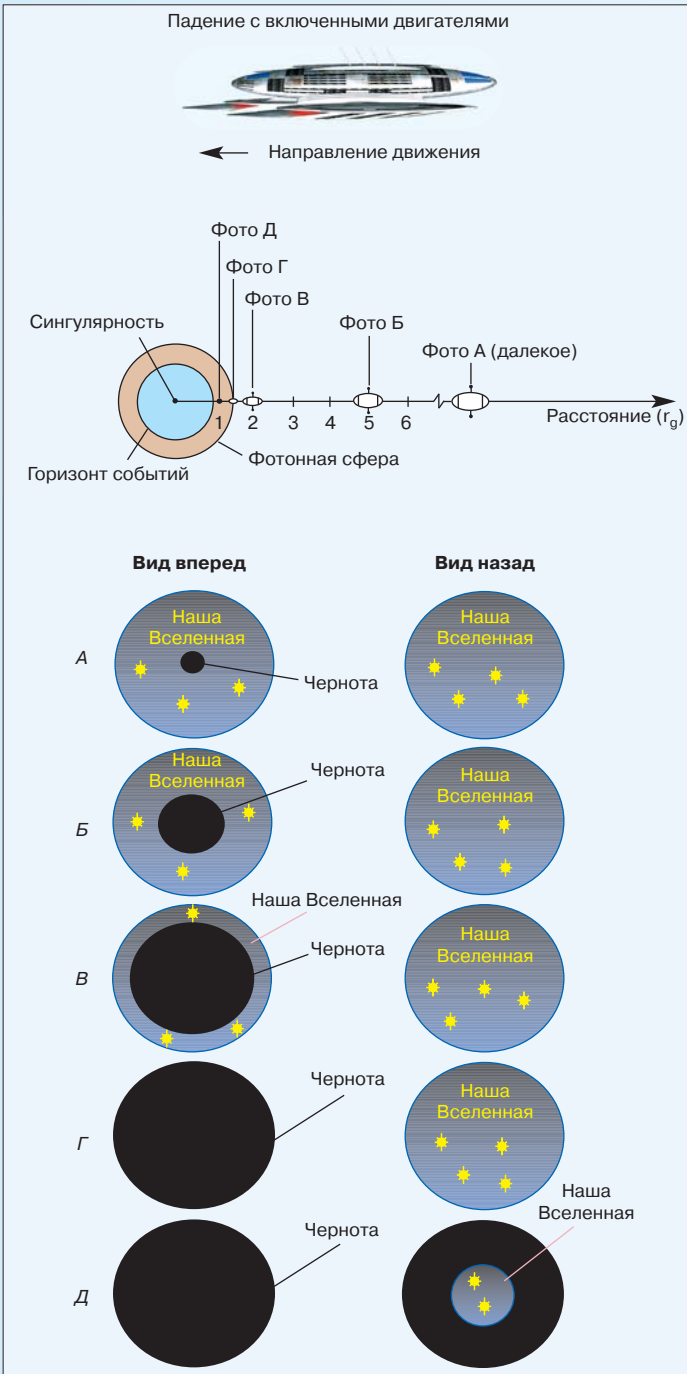 Падение с включенными двигателями
Направление движения
Фото Д
Фото Г
Фото В
Сингулярность
Фото Б
Фото А (далекое)
1 2 3 4 5 6
Расстояние (rg)
Фотонная сфера
Горизонт событий
Вид вперед
Вид назад
А
Наша
Вселенная
Чернота
Наша
Вселенная
Б
Наша
Вселенная
Чернота
Наша
Вселенная
В
Наша Вселенная
Чернота
Наша
Вселенная
Г
Чернота
Наша
Вселенная
Д
Чернота
Наша
Вселенная